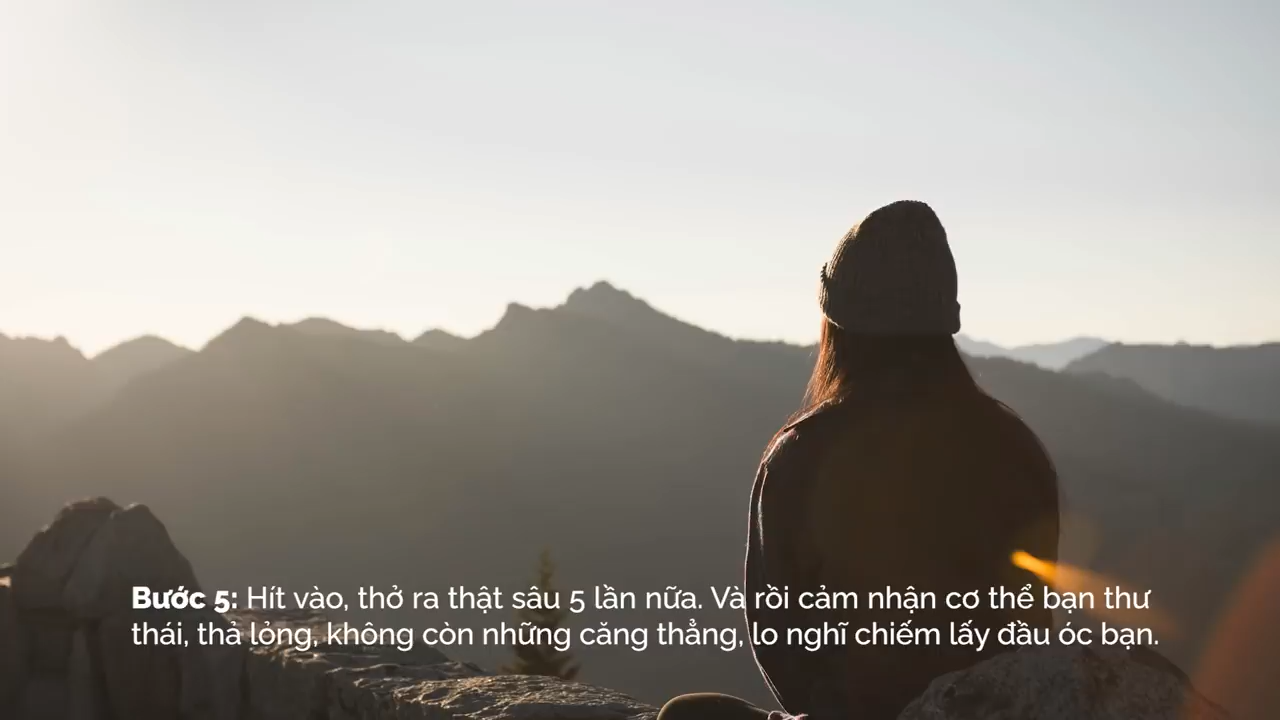 Bước 5: Hít vào, thở ra thật sâu 5 lần nữa. Và rồi cảm nhận cơ thể bạn thư
thái, thả lỏng, không còn những căng thẳng, lo nghĩ chiếm lấy đầu óc bạn.